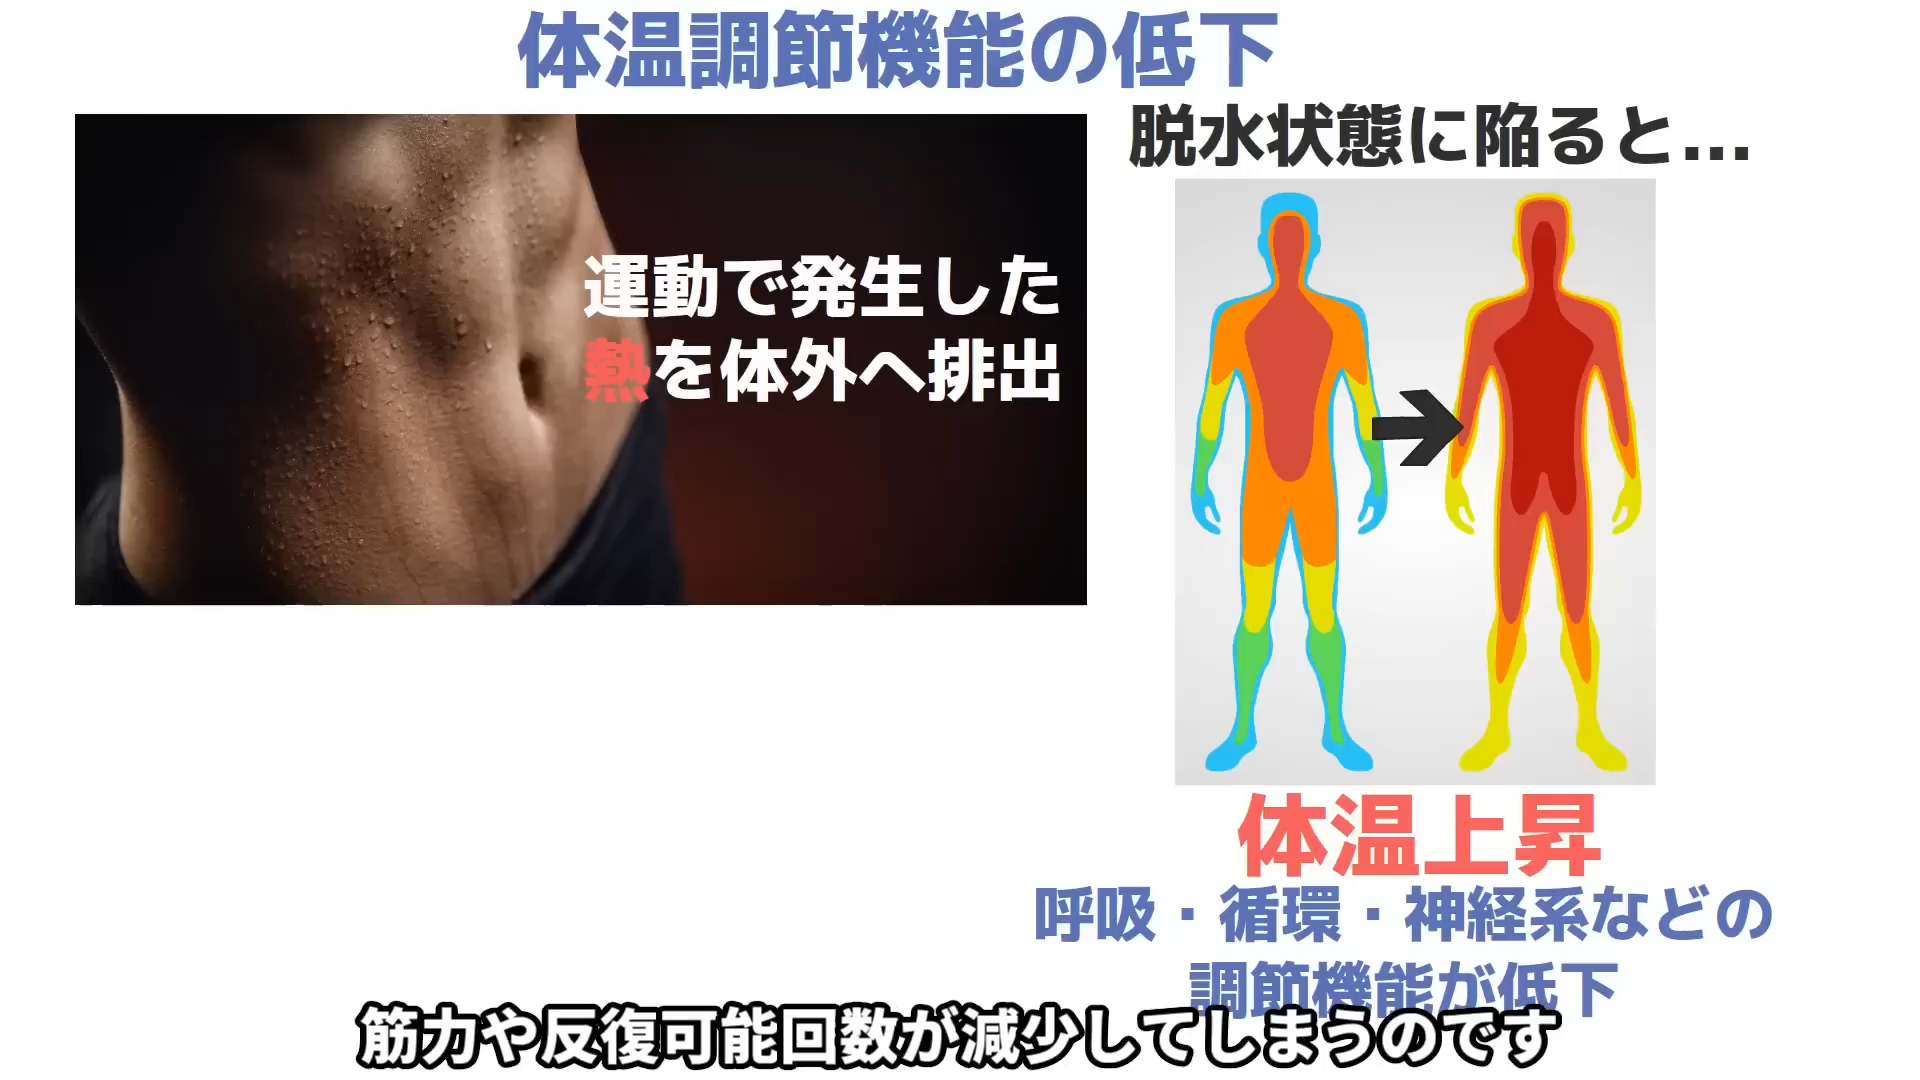 体温調節機能の低下
運動で発生した
熱を体外へ排出
脱水状態に陥ると...
体温上昇
呼吸・循環・神経系などの
調節機能が低下
筋力や反復可能回数が減少してしまうのです